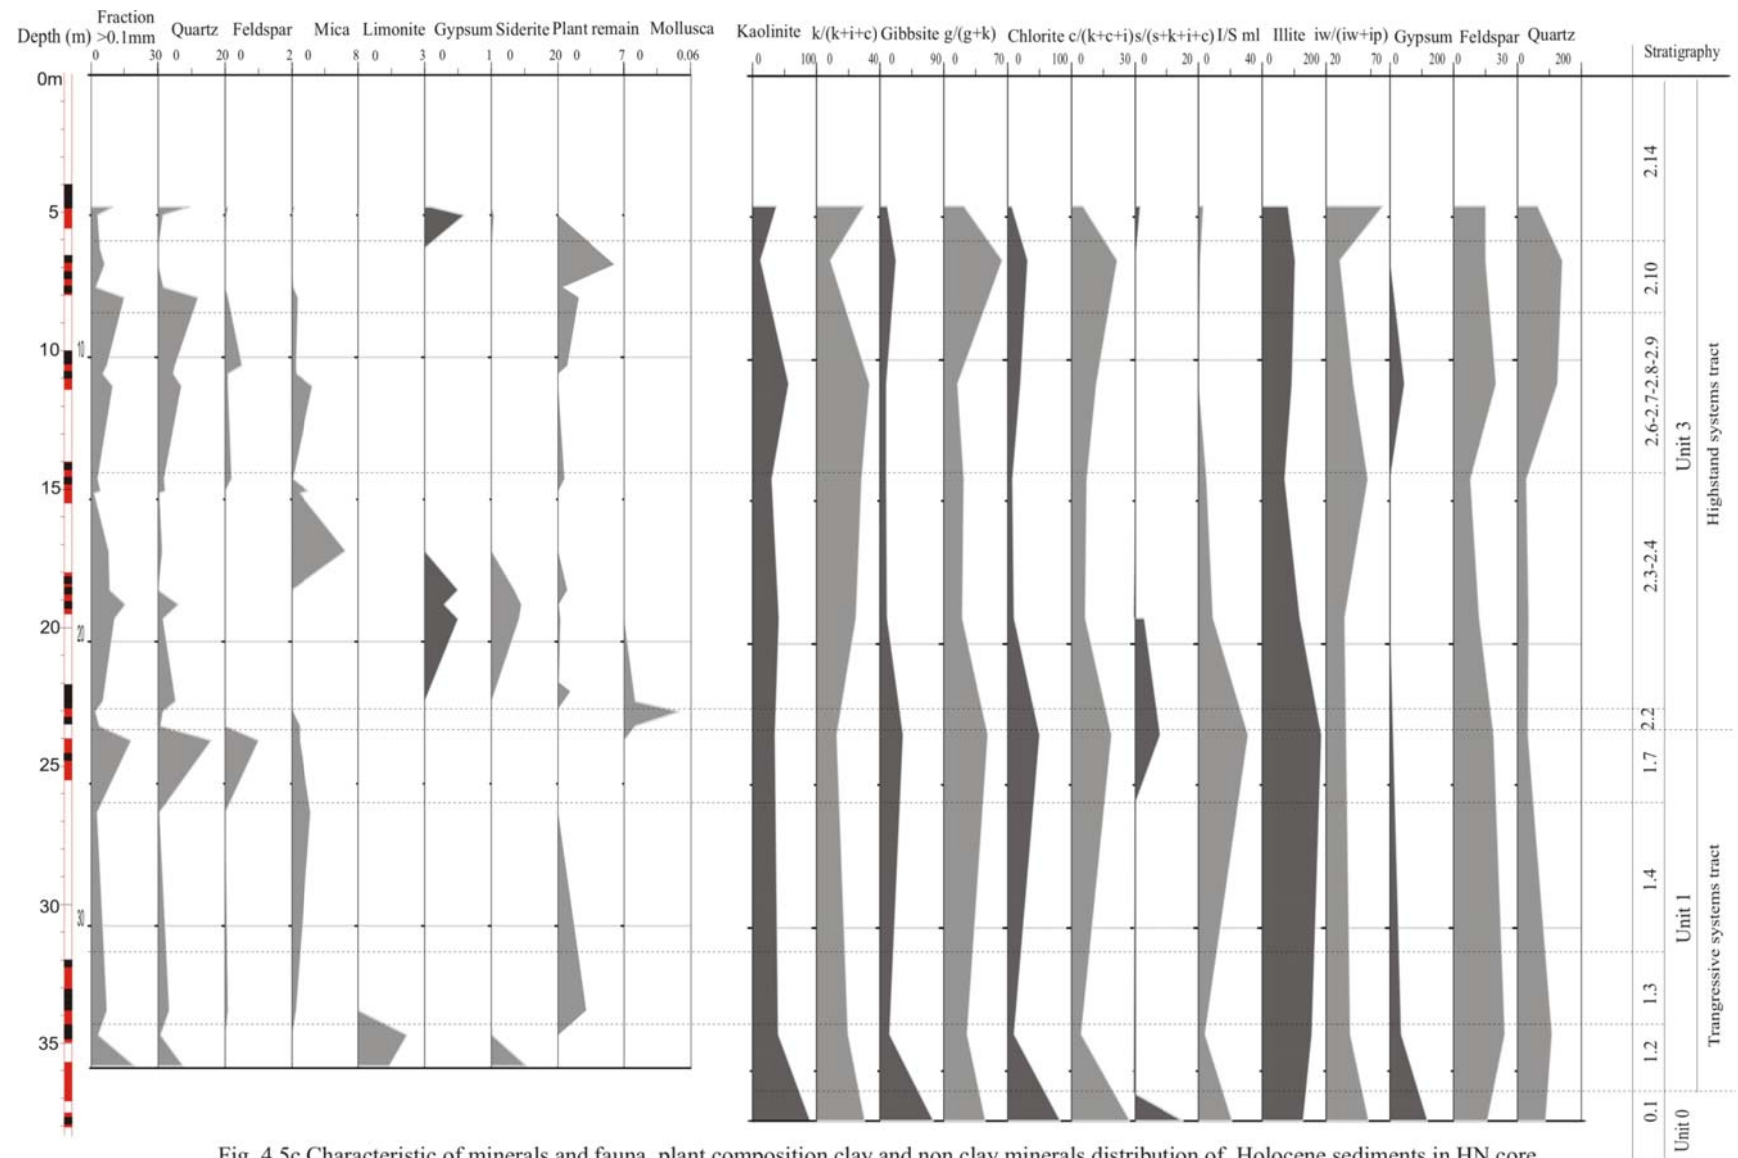 Fraction
Depth (m) >0.1mm Quartz Feldspar Mica Limonite Gypsum Siderite Plant remain Mollusca Kaolinite k/(k+i+c) Gibbsite g/(g+k) Chlorite c/(k+c+i) s/(s+k+i+c) I/S ml Illite iw/(iw+ip) Gypsum Feldspar Quartz
Stratigraphy
0 30 0 20 0 2 0 8 0 3 0 1 0 20 0 7 0 0.06
0 100 0 40 0 90 0 70 0 100 0 30 0 20 0 40 0 200 20 70 0 200 0 30 0 200
0m
5
10
10
15
20
20
25
30
30
35
2.14
2.10
2.6-2.7-2.8-2.9
2.3-2.4
2.2
1.7
1.4
1.3
1.2
0.1
Unit 3
Unit 1
Unit 0
Highstand systems tract
Trangressive systems tract
Fig. 4.5c Characteristic of minerals and fauna, plant composition clay and non clay minerals distribution of Holocene sediments in HN core